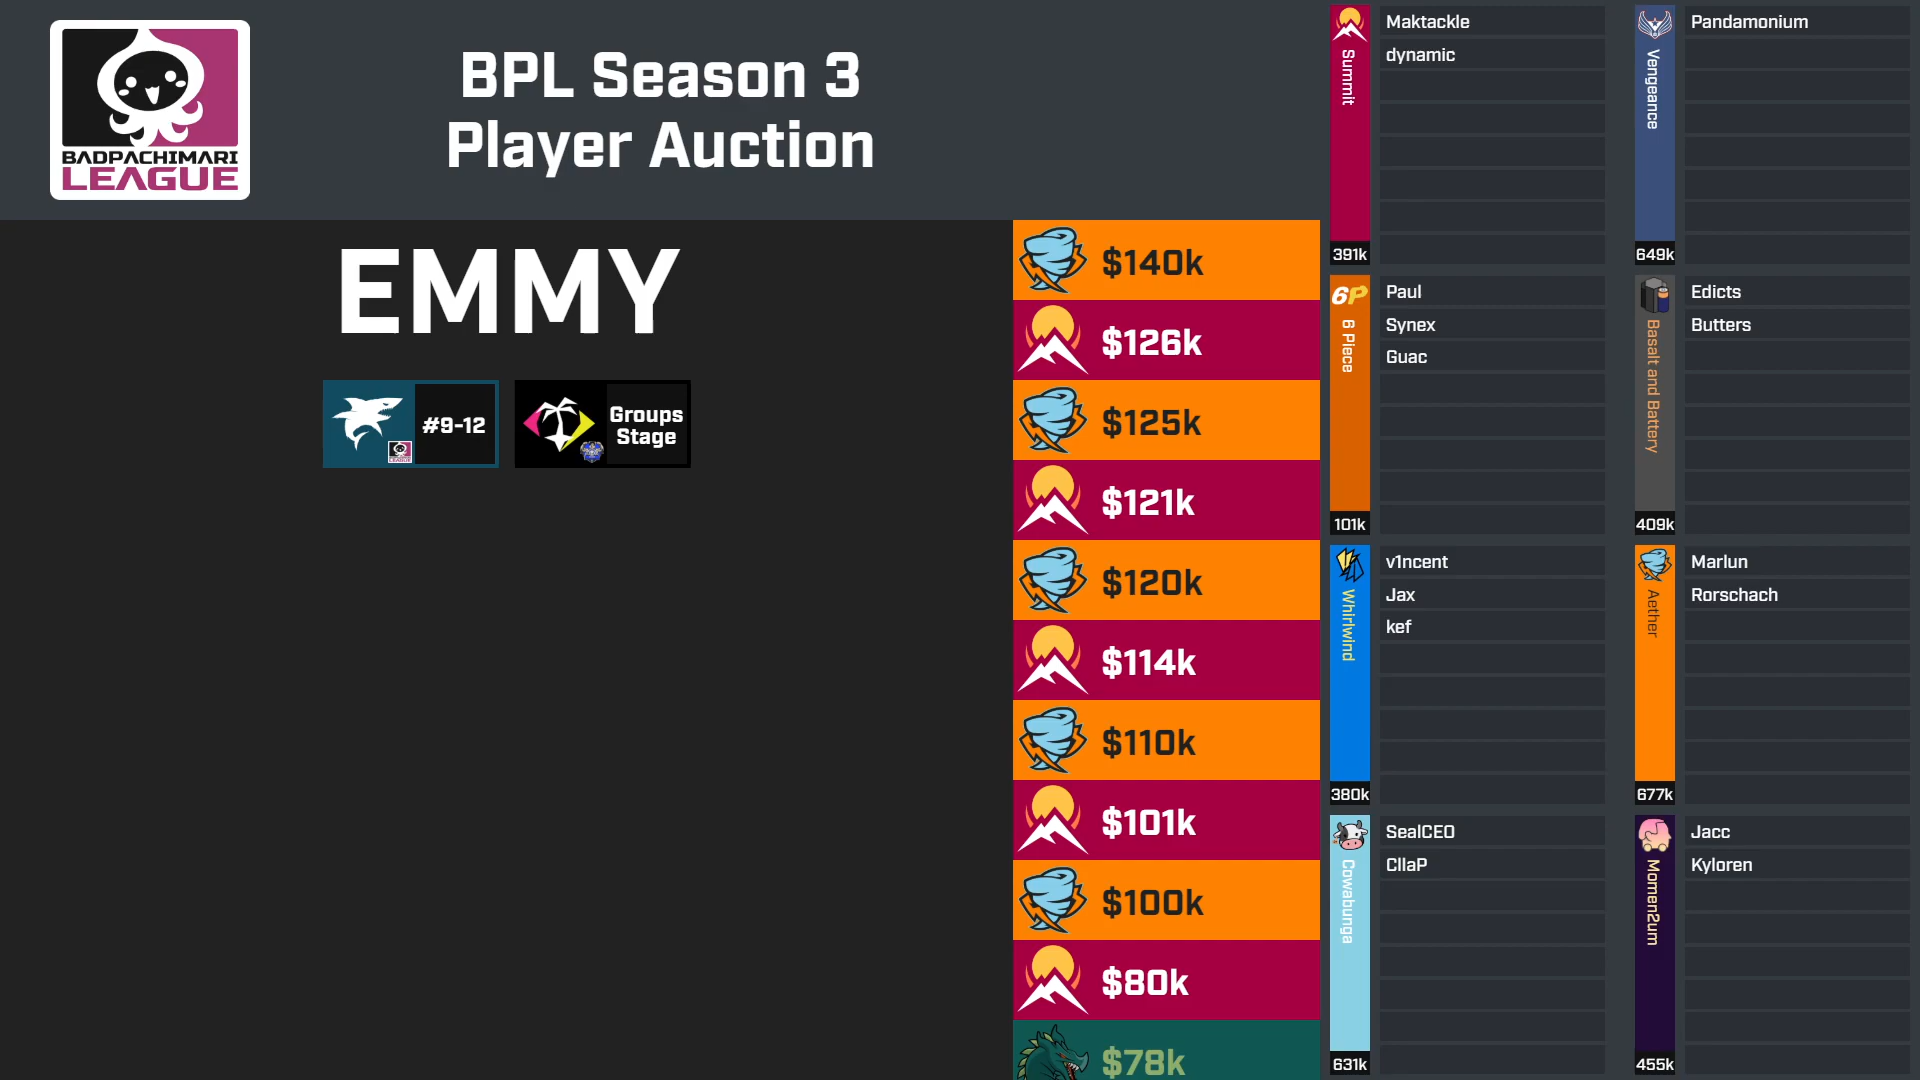 BADPACHIMARI
LEAGUE
BPL Season 3
Player Auction
EMMY
#9-12
Groups
Stage
$140k
$126k
$125k
$121k
$120k
$114k
$110k
$101k
$100k
$80k
$78k
Summit
391k
Maktackle
dynamic
Vengeance
649k
Pandamonium
6P
6 Piece
101k
Paul
Synex
Guac
Basalt and Battery
409k
Edicts
Butters
Whirlwind
380k
v1ncent
Jax
kef
Aether
677k
Marlun
Rorschach
Cowabunga
631k
SealCEO
CllaP
Momen2um
455k
Jacc
Kyloren